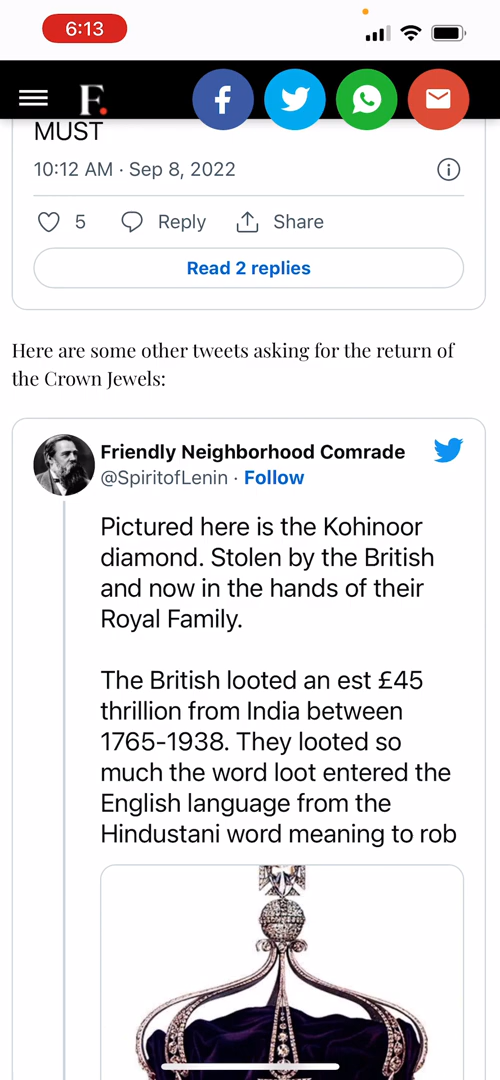 6:13
F.
MUST
10:12 AM · Sep 8, 2022
5 Reply Share
Read 2 replies
Here are some other tweets asking for the return of
the Crown Jewels:
Friendly Neighborhood Comrade
@SpiritofLenin · Follow
Pictured here is the Kohinoor
diamond. Stolen by the British
and now in the hands of their
Royal Family.
The British looted an est £45
thrillion from India between
1765-1938. They looted so
much the word loot entered the
English language from the
Hindustani word meaning to rob